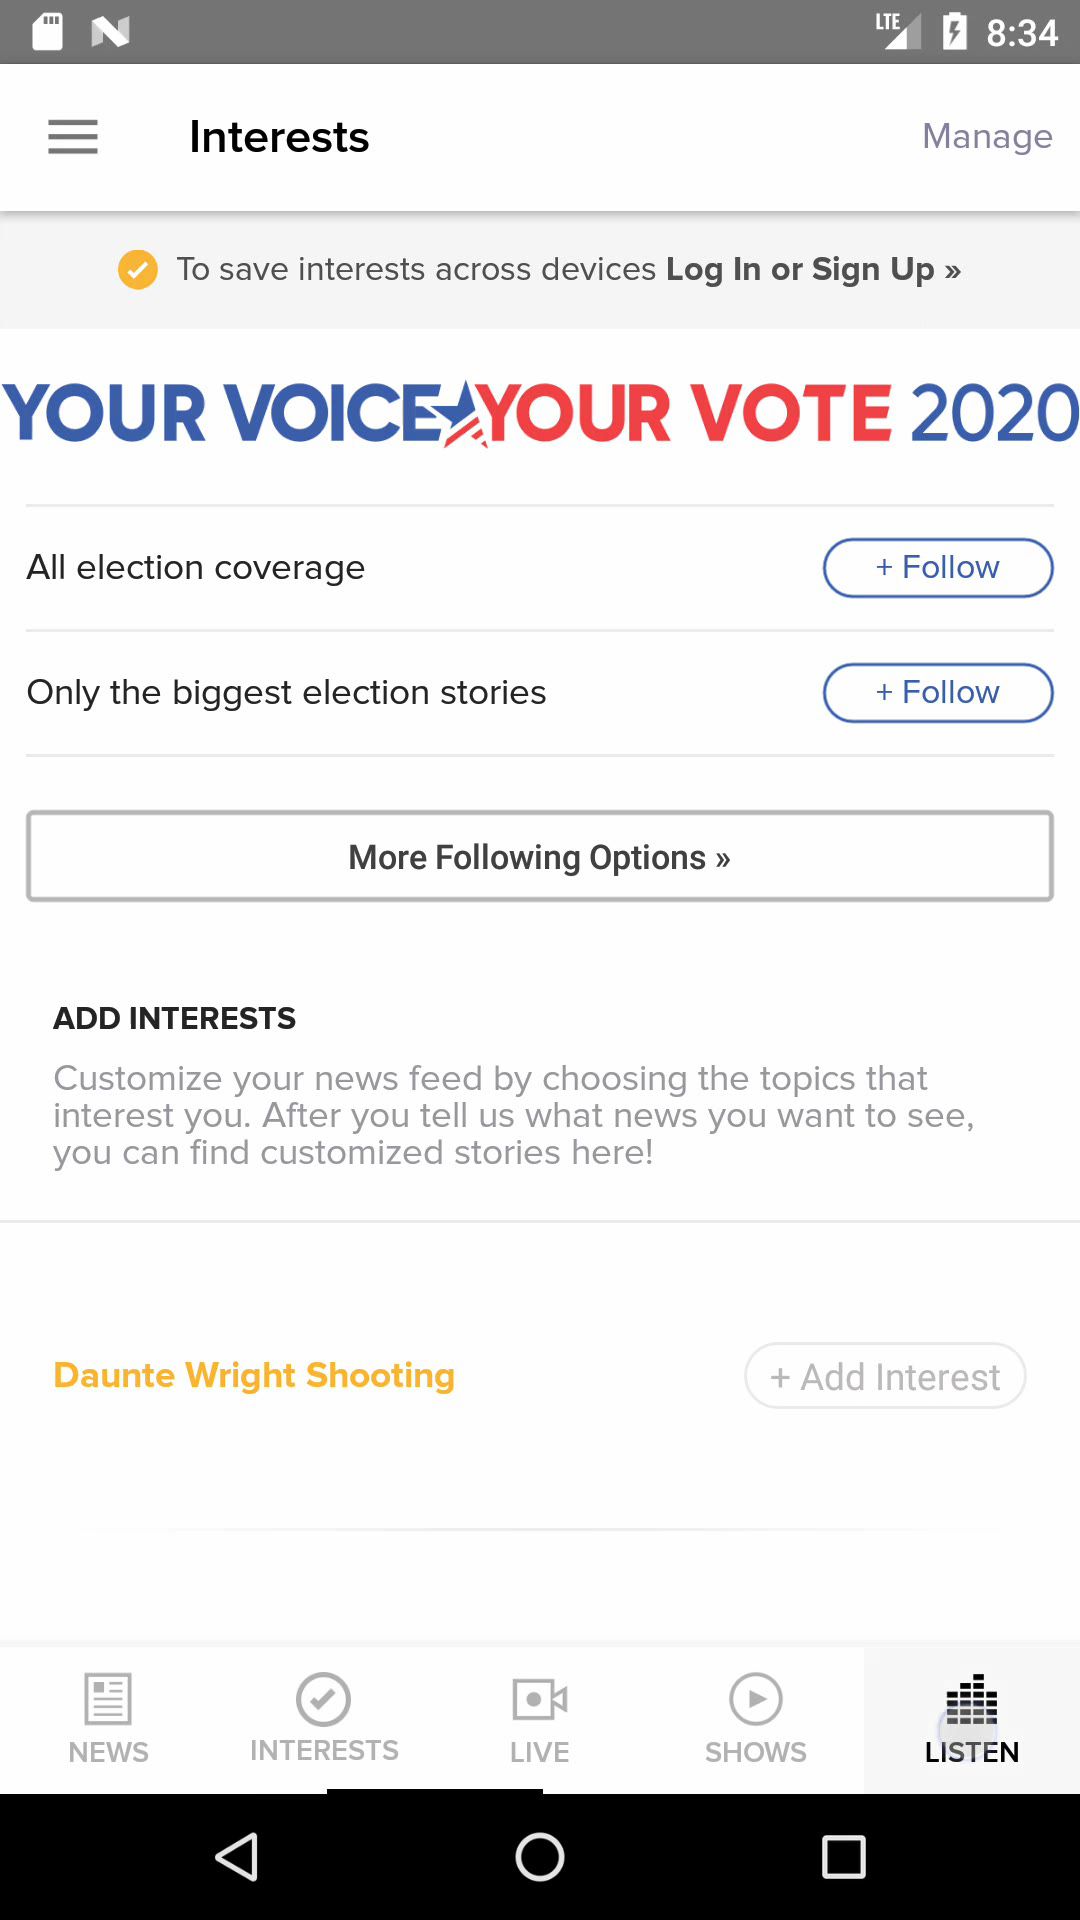 LTE 8:34
Interests Manage
To save interests across devices Log In or Sign Up »
YOUR VOICE YOUR VOTE 2020
All election coverage + Follow
Only the biggest election stories + Follow
More Following Options »
ADD INTERESTS
Customize your news feed by choosing the topics that
interest you. After you tell us what news you want to see,
you can find customized stories here!
Daunte Wright Shooting + Add Interest
NEWS INTERESTS LIVE SHOWS LISTEN